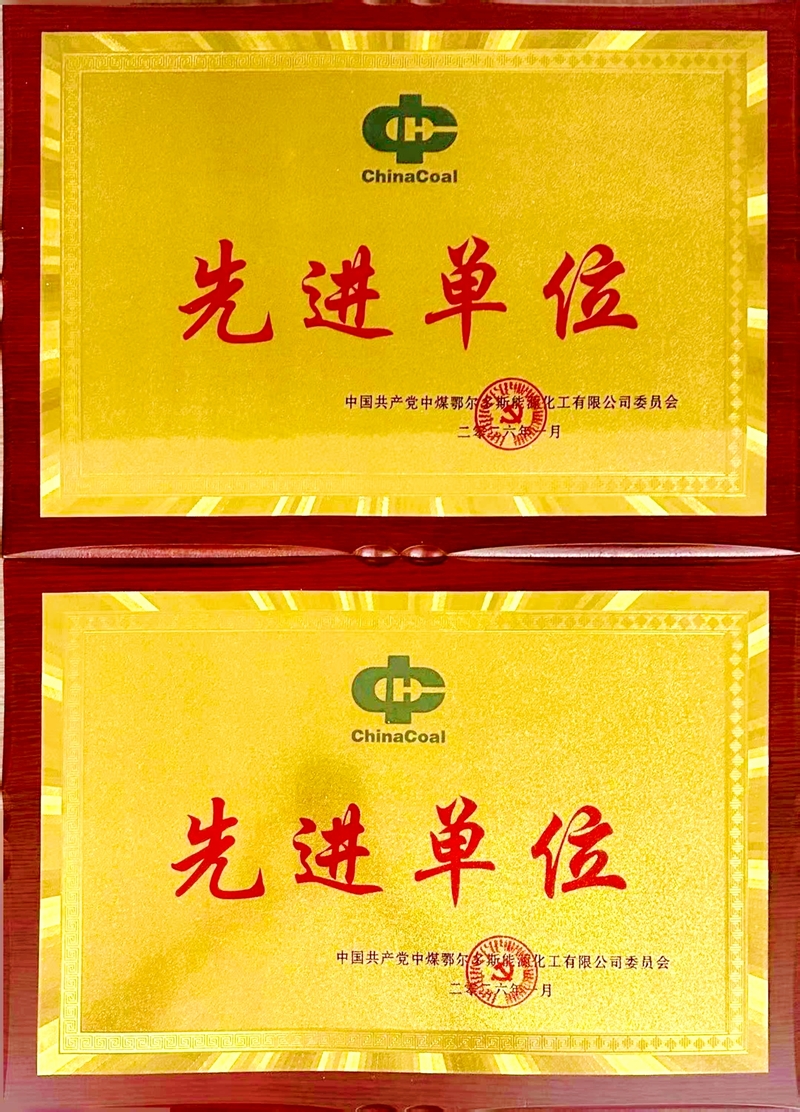 ChinaCoal
先进单位
中国共产党中煤鄂尔多斯能源化工有限公司委员会
二零二六年一月
ChinaCoal
先进单位
中国共产党中煤鄂尔多斯能源化工有限公司委员会
二零二六年一月